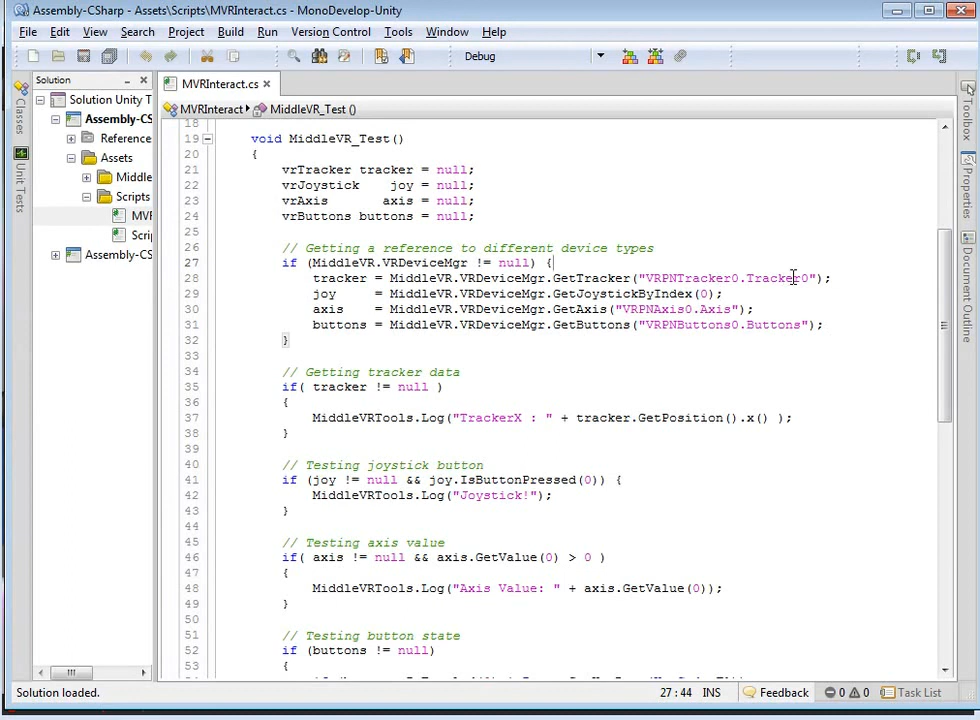 Assembly-CSharp - Assets\Scripts\MVRInteract.cs - MonoDevelop-Unity
File Edit View Search Project Build Run Version Control Tools Window Help
Debug
Solution
MVRInteract.cs
Classes
Unit Tests
Solution Unity T
Assembly-CS
Reference
Assets
Middle
Scripts
MV
Scri
Assembly-CS
MVRInteract MiddleVR_Test ()
18
19 void MiddleVR_Test()
20 {
21 vrTracker tracker = null;
22 vrJoystick joy = null;
23 vrAxis axis = null;
24 vrButtons buttons = null;
25
26 // Getting a reference to different device types
27 if (MiddleVR.VRDeviceMgr != null) {
28 tracker = MiddleVR.VRDeviceMgr.GetTracker("VRPNTracker0.Tracker0");
29 joy = MiddleVR.VRDeviceMgr.GetJoystickByIndex(0);
30 axis = MiddleVR.VRDeviceMgr.GetAxis("VRPNAxis0.Axis");
31 buttons = MiddleVR.VRDeviceMgr.GetButtons("VRPNButtons0.Buttons");
32 }
33
34 // Getting tracker data
35 if( tracker != null )
36 {
37 MiddleVRTools.Log("TrackerX : " + tracker.GetPosition().x() );
38 }
39
40 // Testing joystick button
41 if (joy != null && joy.IsButtonPressed(0)) {
42 MiddleVRTools.Log("Joystick!");
43 }
44
45 // Testing axis value
46 if( axis != null && axis.GetValue(0) > 0 )
47 {
48 MiddleVRTools.Log("Axis Value: " + axis.GetValue(0));
49 }
50
51 // Testing button state
52 if (buttons != null)
53 {
Toolbox
Properties
Document Outline
Solution loaded.
27 : 44 INS Feedback 0 0 Task List